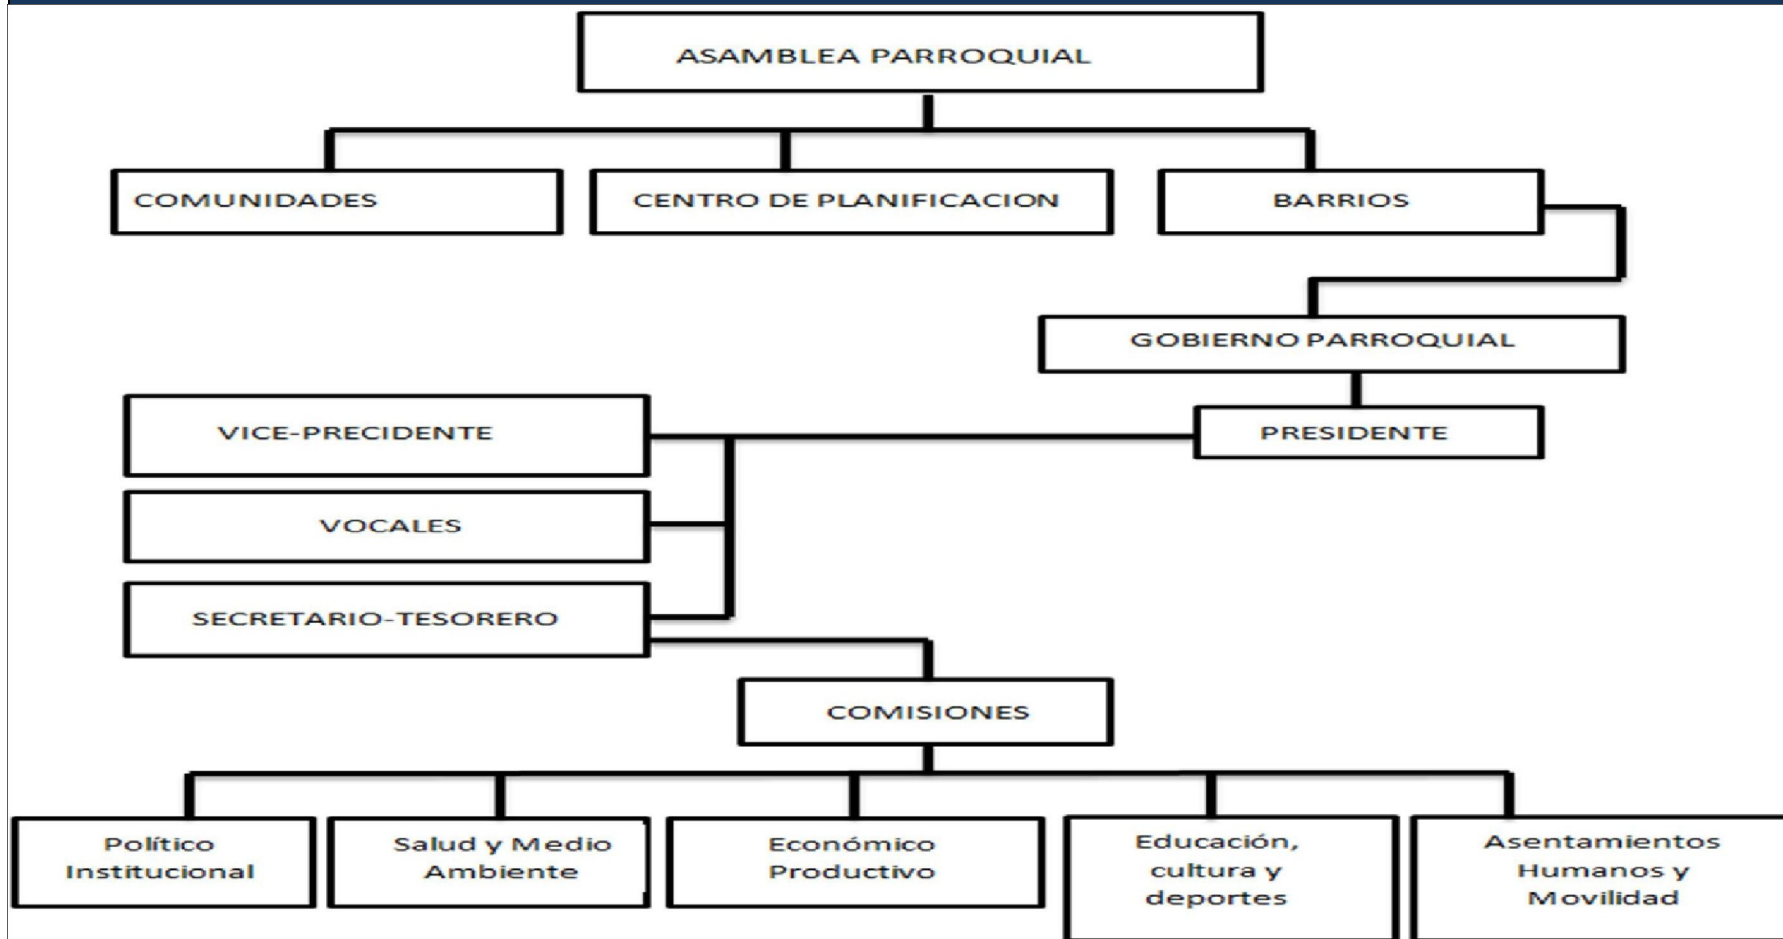 ASAMBLEA PARROQUIAL
COMUNIDADES
CENTRO DE PLANIFICACION
BARRIOS
GOBIERNO PARROQUIAL
VICE-PRECIDENTE
PRESIDENTE
VOCALES
SECRETARIO-TESORERO
COMISIONES
Político
Institucional
Salud y Medio
Ambiente
Económico
Productivo
Educación,
cultura y
deportes
Asentamientos
Humanos y
Movilidad